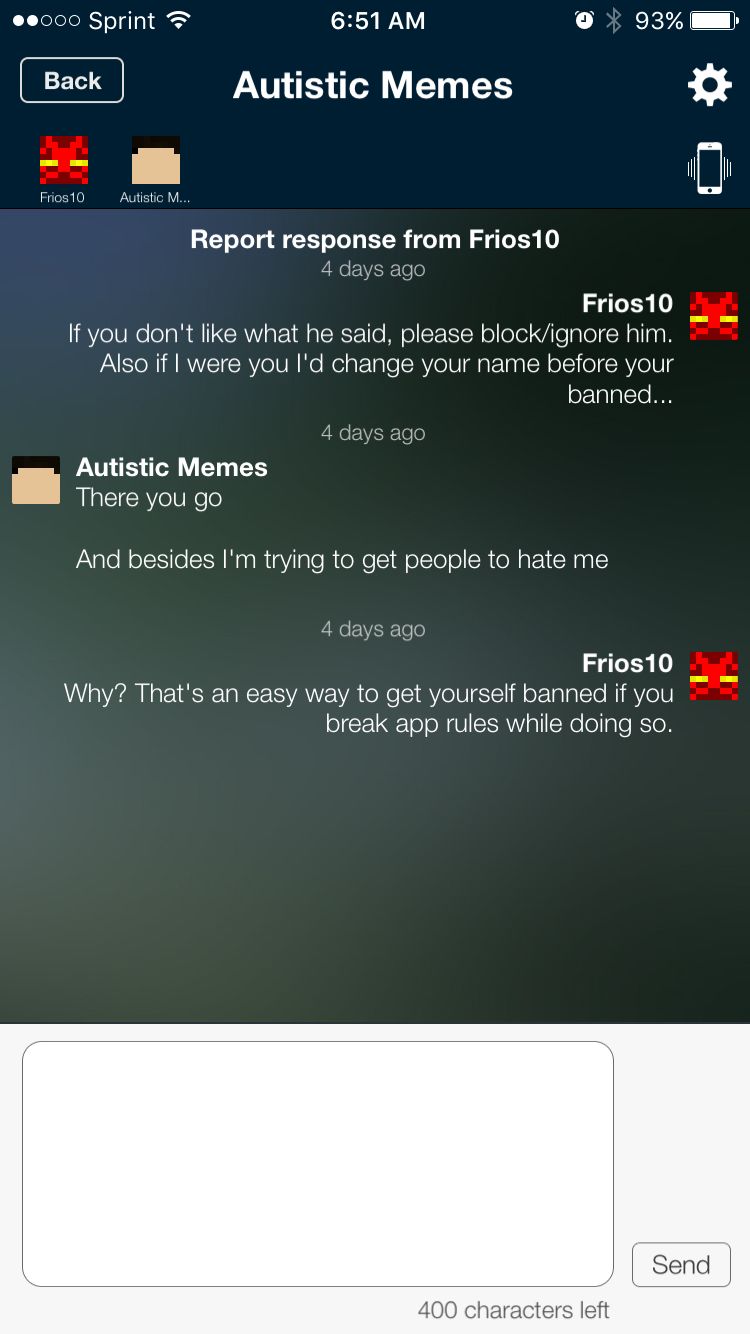 Sprint 6:51 AM 93%
Back Autistic Memes
Frios10 Autistic M...
Report response from Frios10
4 days ago
Frios10
If you don't like what he said, please block/ignore him.
Also if I were you I'd change your name before your
banned...
4 days ago
Autistic Memes
There you go
And besides I'm trying to get people to hate me
4 days ago
Frios10
Why? That's an easy way to get yourself banned if you
break app rules while doing so.
Send
400 characters left